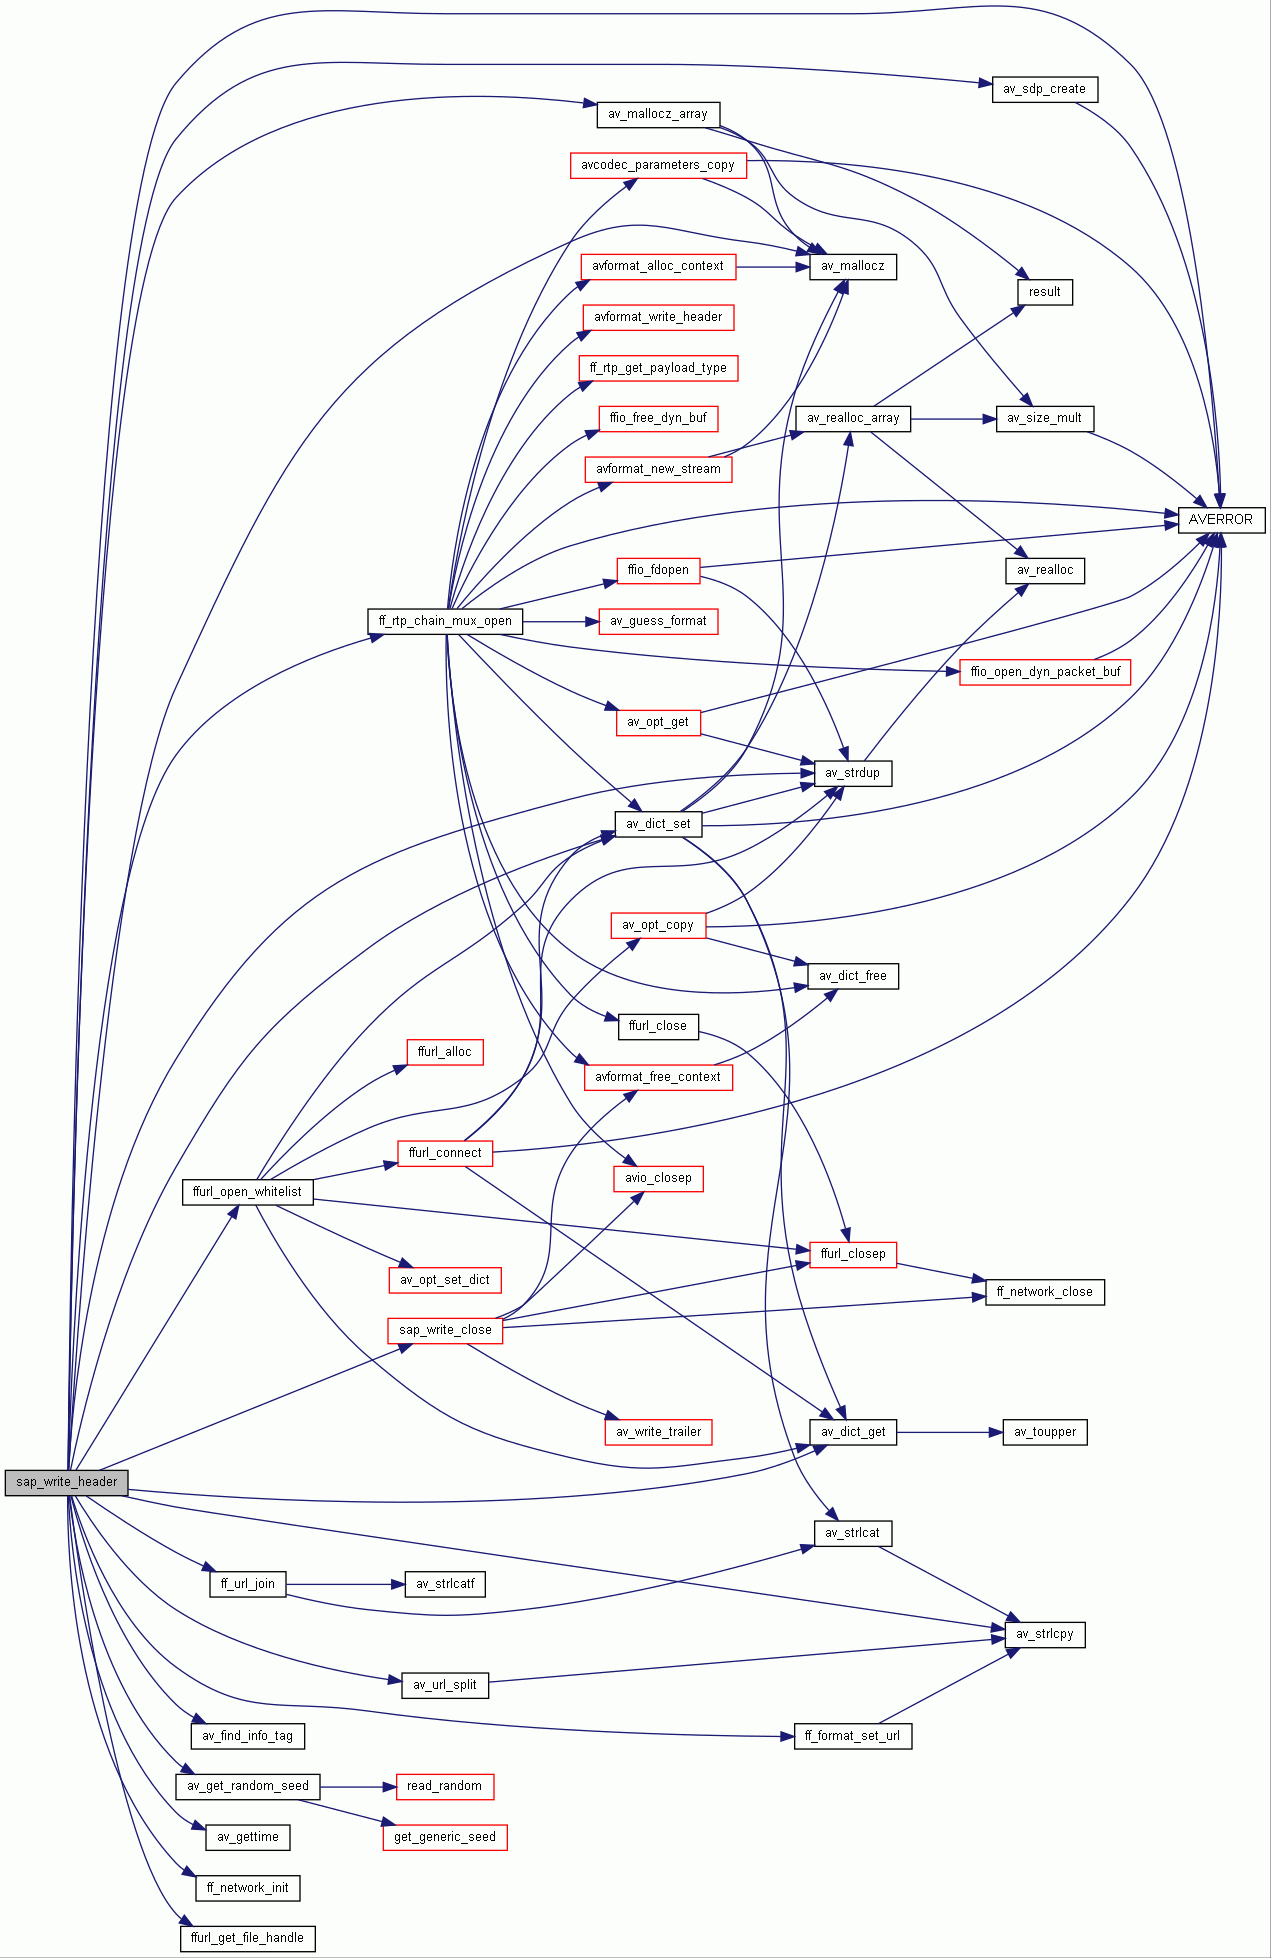 av_sdp_create
av_mallocz_array
avcodec_parameters_copy
avformat_alloc_context
av_mallocz
result
avformat_write_header
ff_rtp_get_payload_type
ffio_free_dyn_buf
av_realloc_array
av_size_mult
avformat_new_stream
AVERROR
ffio_fdopen
av_realloc
ff_rtp_chain_mux_open
av_guess_format
ffio_open_dyn_packet_buf
av_opt_get
av_strdup
av_dict_set
av_opt_copy
av_dict_free
ffurl_close
ffurl_alloc
avformat_free_context
ffurl_connect
avio_closep
ffurl_open_whitelist
ffurl_closep
av_opt_set_dict
ff_network_close
sap_write_close
av_write_trailer
av_dict_get
av_toupper
sap_write_header
av_strlcat
ff_url_join
av_strlcatf
av_strlcpy
av_url_split
av_find_info_tag
ff_format_set_url
av_get_random_seed
read_random
av_gettime
get_generic_seed
ff_network_init
ffurl_get_file_handle